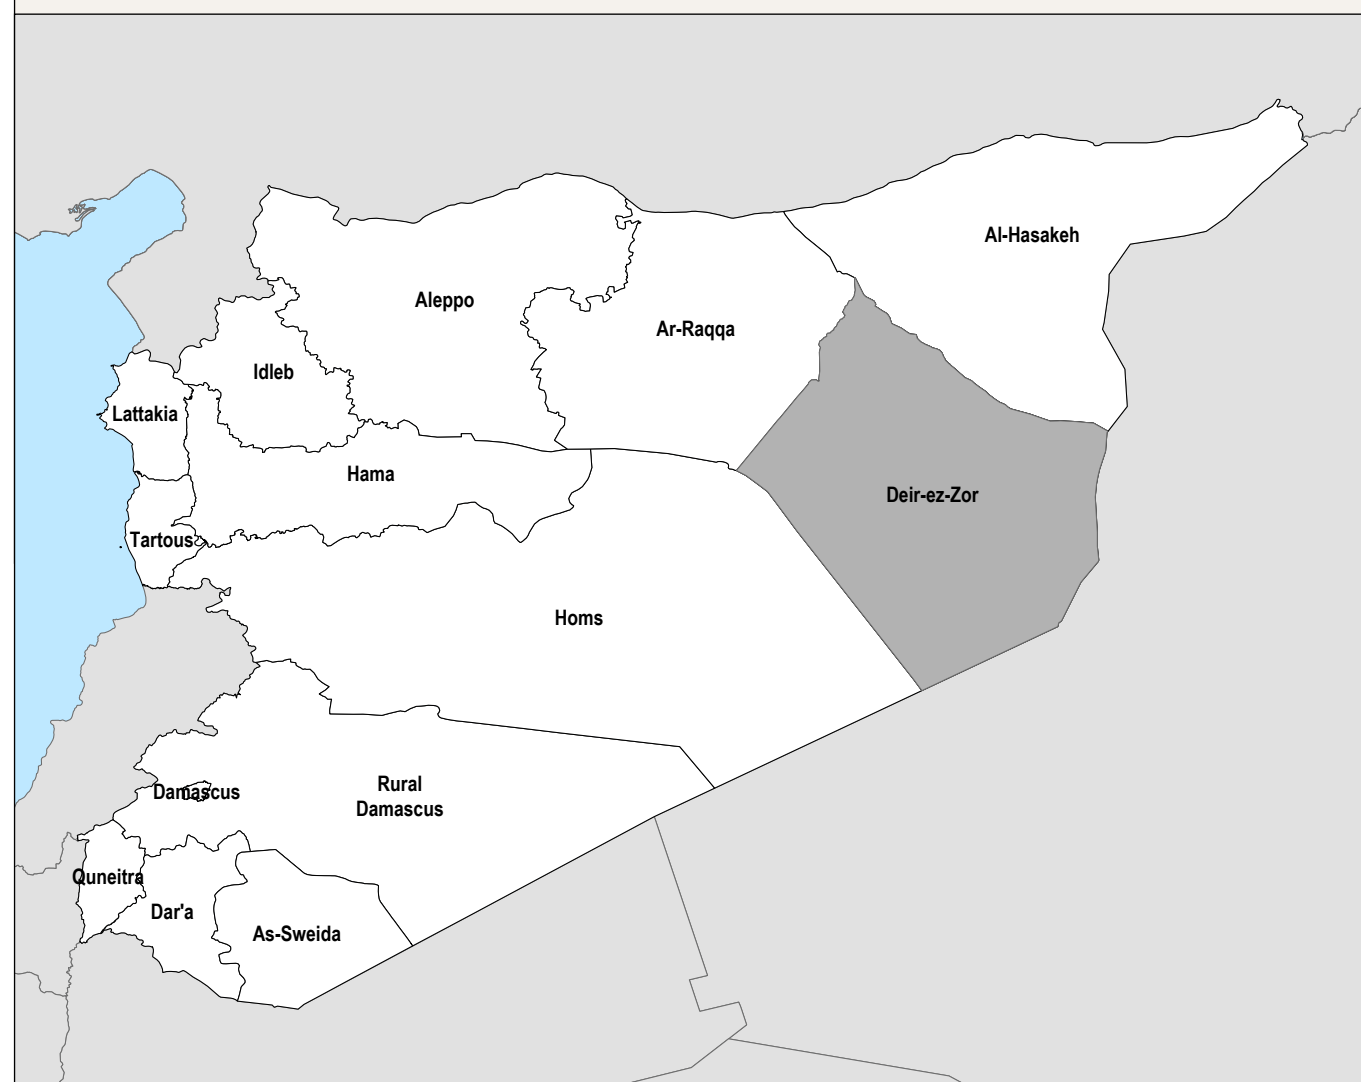 Al-Hasakeh
Aleppo
Ar-Raqqa
Idleb
Lattakia
Hama
Deir-ez-Zor
Tartous
Homs
Damascus
Rural
Damascus
Quneitra
Dar'a
As-Sweida